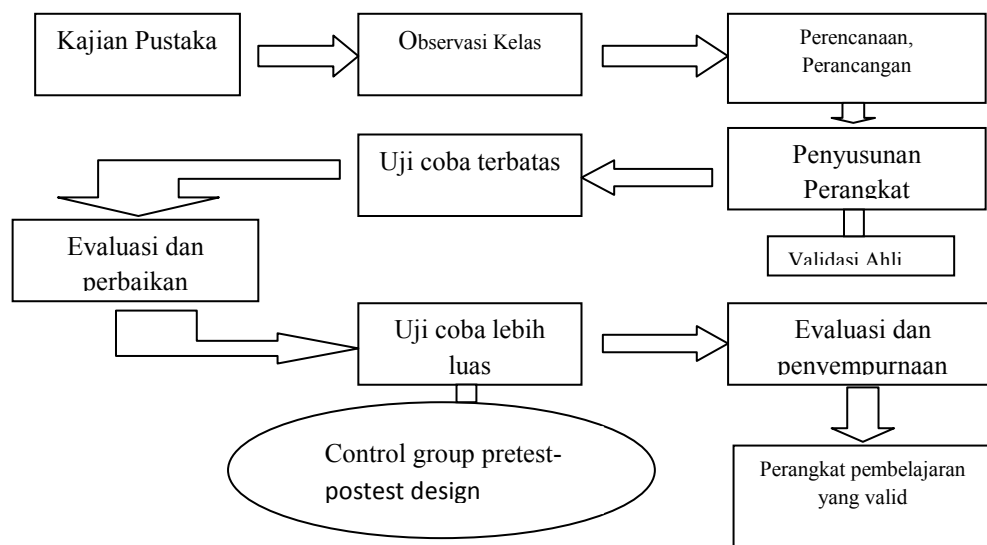 Kajian Pustaka
Observasi Kelas
Perencanaan,
Perancangan
Uji coba terbatas
Penyusunan
Perangkat
Validasi Ahli
Evaluasi dan
perbaikan
Uji coba lebih
luas
Evaluasi dan
penyempurnaan
Control group pretest-
postest design
Perangkat pembelajaran
yang valid